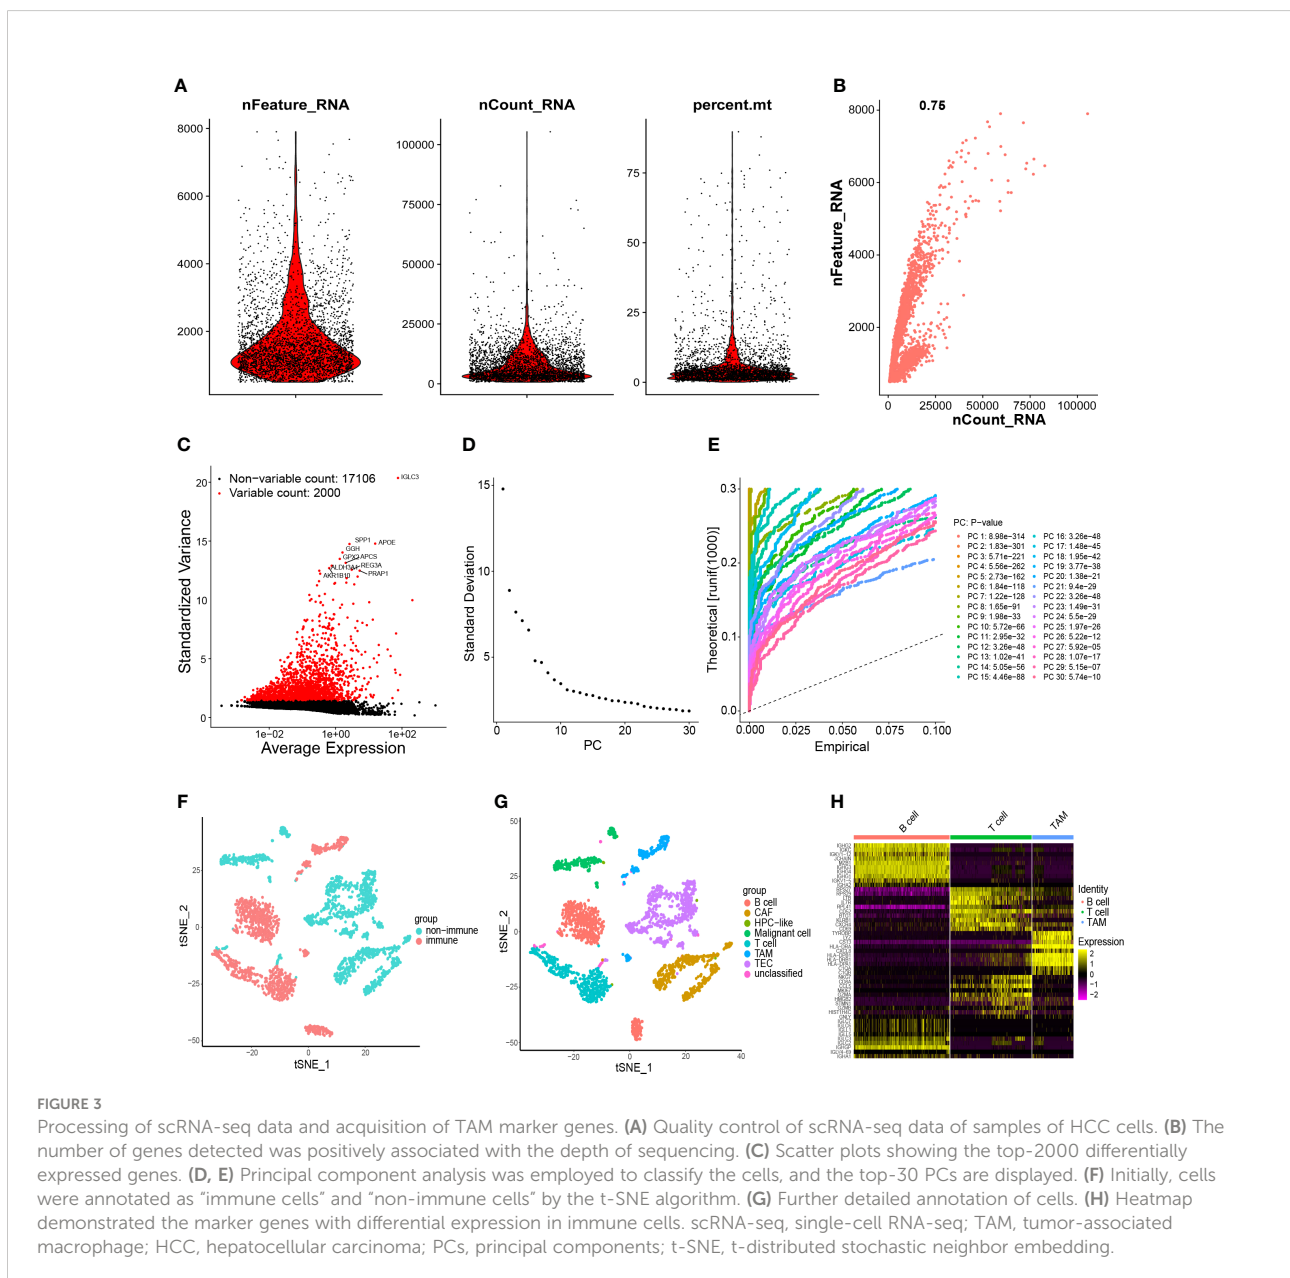 A
nFeature_RNA
nCount_RNA
percent.mt
8000
6000
4000
2000
100000
75000
50000
25000
0
75
50
25
0
B
0.75
nFeature_RNA
8000
6000
4000
2000
0
25000
50000
75000
100000
nCount_RNA
C
Non-variable count: 17106
Variable count: 2000
IGLC3
SPP1
APOE
GGH
GPX2
APCS
ALDH3A1
REG3A
AKR1B10
PRAP1
Standardized Variance
20
15
10
5
0
1e-02
1e+00
1e+02
Average Expression
D
Standard Deviation
15
10
5
0
10
20
30
PC
E
Theoretical [runif(1000)]
0.3
0.2
0.1
0.0
0.000
0.025
0.050
0.075
0.100
Empirical
PC: P-value
PC 1: 8.98e-314
PC 2: 1.83e-301
PC 3: 5.71e-221
PC 4: 5.56e-262
PC 5: 2.73e-162
PC 6: 1.84e-118
PC 7: 1.22e-128
PC 8: 1.65e-91
PC 9: 1.98e-33
PC 10: 5.72e-66
PC 11: 2.95e-32
PC 12: 3.26e-48
PC 13: 1.02e-41
PC 14: 5.05e-56
PC 15: 4.46e-88
PC 16: 3.26e-48
PC 17: 1.48e-45
PC 18: 1.95e-42
PC 19: 3.77e-38
PC 20: 1.38e-21
PC 21: 9.4e-29
PC 22: 3.26e-48
PC 23: 1.49e-31
PC 24: 5.5e-29
PC 25: 1.97e-26
PC 26: 5.22e-12
PC 27: 5.92e-05
PC 28: 1.07e-17
PC 29: 5.15e-07
PC 30: 5.74e-10
F
tSNE_2
25
0
−25
−50
−20
0
20
tSNE_1
group
non-immune
immune
G
tSNE_2
50
25
0
−25
−50
−20
0
20
40
tSNE_1
group
B cell
CAF
HPC-like
Malignant cell
T cell
TAM
TEC
unclassified
H
B cell
T cell
TAM
IGHG2
IGKC
JCHAIN
MZB1
IGHG3
IGHG4
IGHG1
IGHA2
TYROBP
CST3
HLA-DRA
HMGB2
STMN1
HIST1H4C
GNLY
IGHGP
IGLV4-69
IGHA1
Identity
B cell
T cell
TAM
Expression
2
1
0
−1
−2
FIGURE 3
Processing of scRNA-seq data and acquisition of TAM marker genes. (A) Quality control of scRNA-seq data of samples of HCC cells. (B) The
number of genes detected was positively associated with the depth of sequencing. (C) Scatter plots showing the top-2000 differentially
expressed genes. (D, E) Principal component analysis was employed to classify the cells, and the top-30 PCs are displayed. (F) Initially, cells
were annotated as “immune cells” and “non-immune cells” by the t-SNE algorithm. (G) Further detailed annotation of cells. (H) Heatmap
demonstrated the marker genes with differential expression in immune cells. scRNA-seq, single-cell RNA-seq; TAM, tumor-associated
macrophage; HCC, hepatocellular carcinoma; PCs, principal components; t-SNE, t-distributed stochastic neighbor embedding.